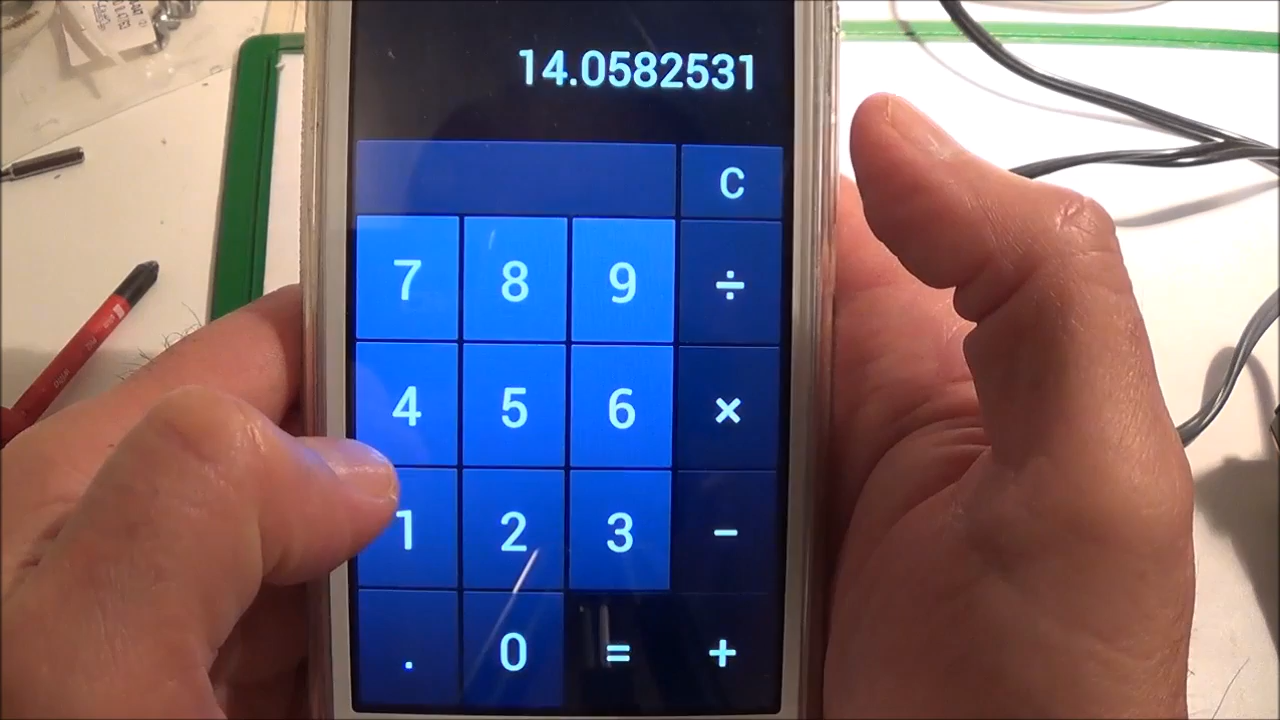 14.0582531
C
7 8 9 ÷
4 5 6 ×
1 2 3 −
. 0 = +